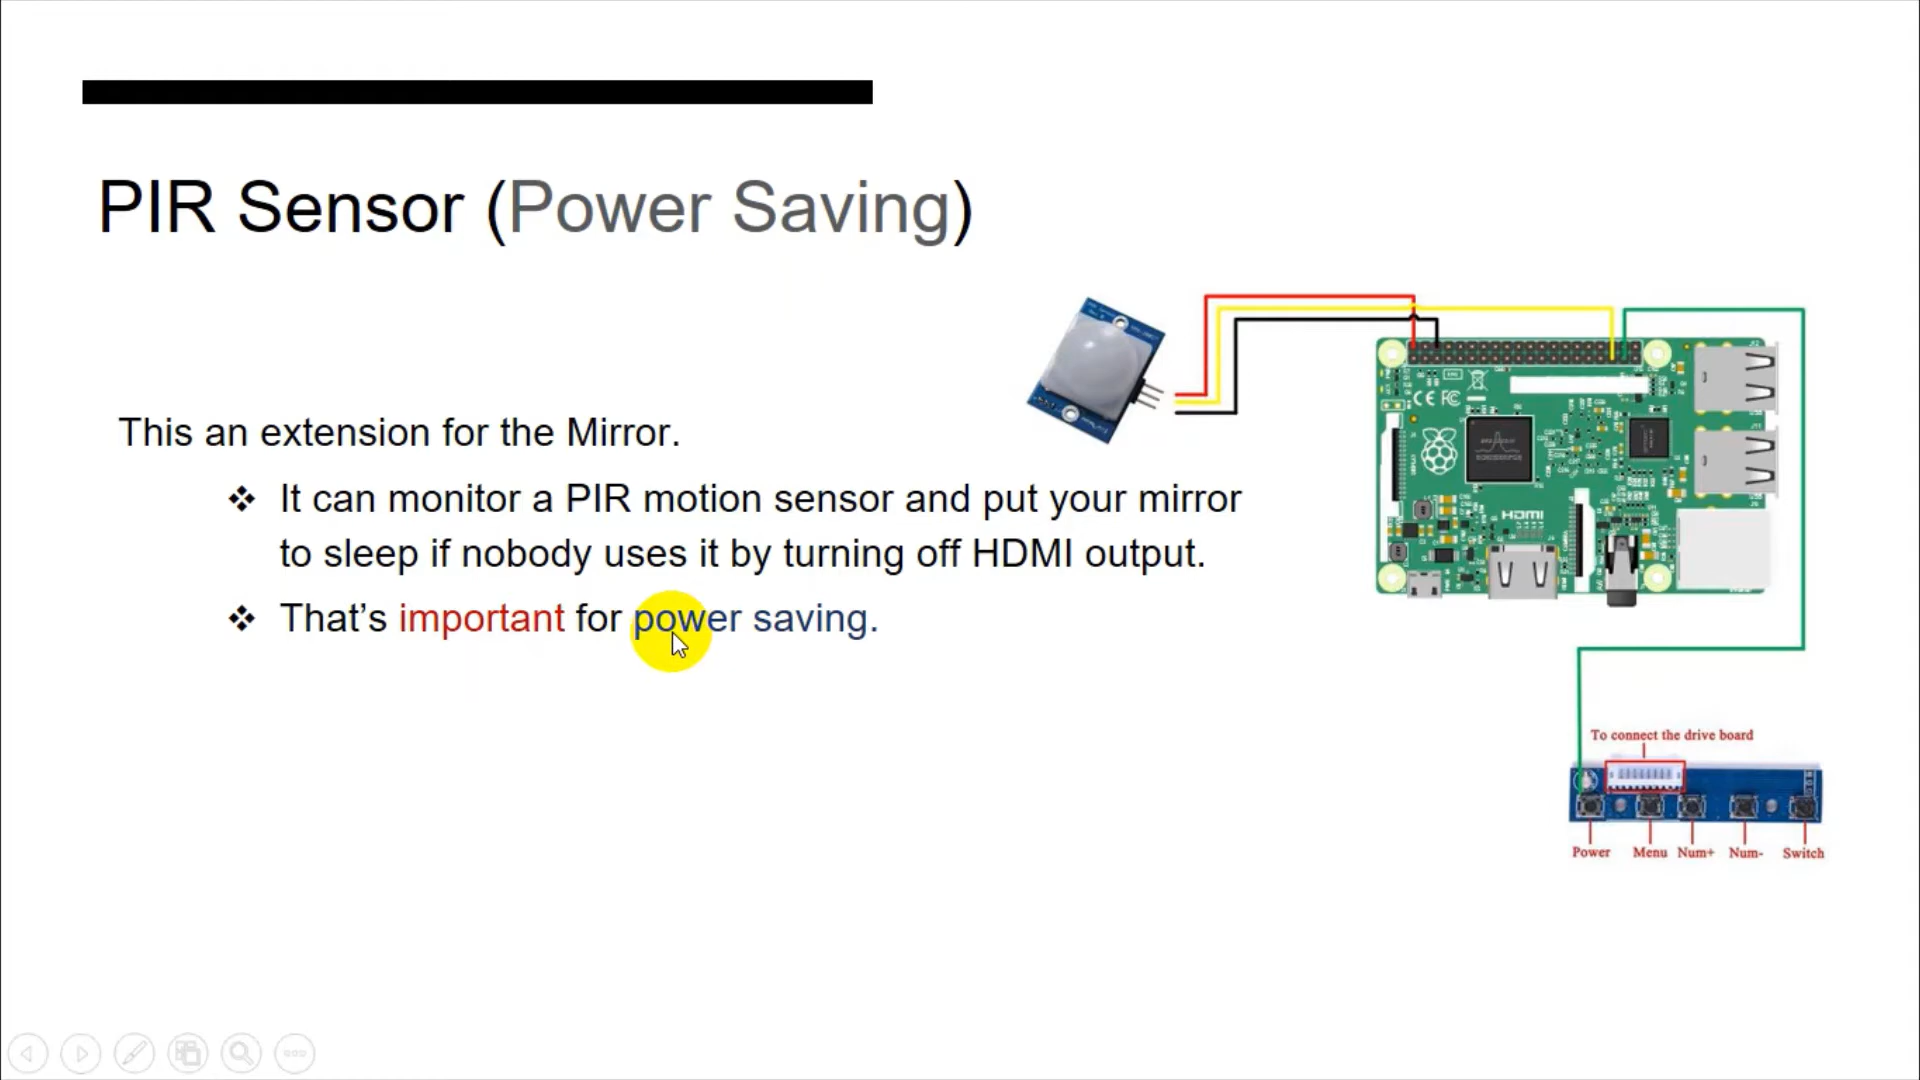 PIR Sensor (Power Saving)
This an extension for the Mirror.
❖ It can monitor a PIR motion sensor and put your mirror
to sleep if nobody uses it by turning off HDMI output.
❖ That's important for power saving.
HDMI
To connect the drive board
Power Menu Num+ Num- Switch